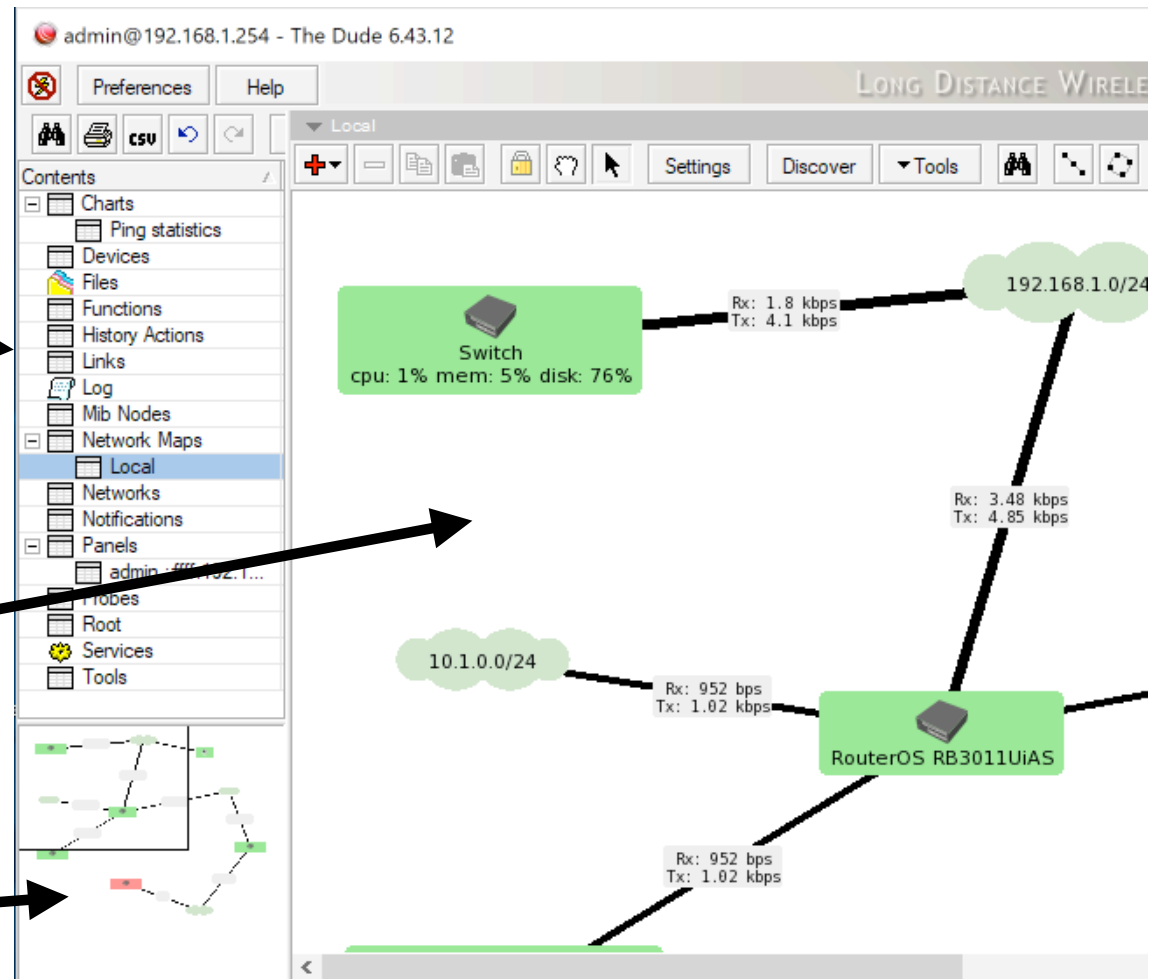 admin@192.168.1.254 - The Dude 6.43.12
Preferences Help
LONG DISTANCE
csv
Local
Settings Discover Tools
Contents
Charts
Ping statistics
Devices
Files
Functions
History Actions
Links
Log
Mib Nodes
Network Maps
Local
Networks
Notifications
Panels
admin
Probes
Root
Services
Tools
192.168.1.0/24
Rx: 1.8 kbps
Tx: 4.1 kbps
Switch
cpu: 1% mem: 5% disk: 76%
Rx: 3.48 kbps
Tx: 4.85 kbps
10.1.0.0/24
Rx: 952 bps
Tx: 1.02 kbps
RouterOS RB3011UiAS
Rx: 952 bps
Tx: 1.02 kbps